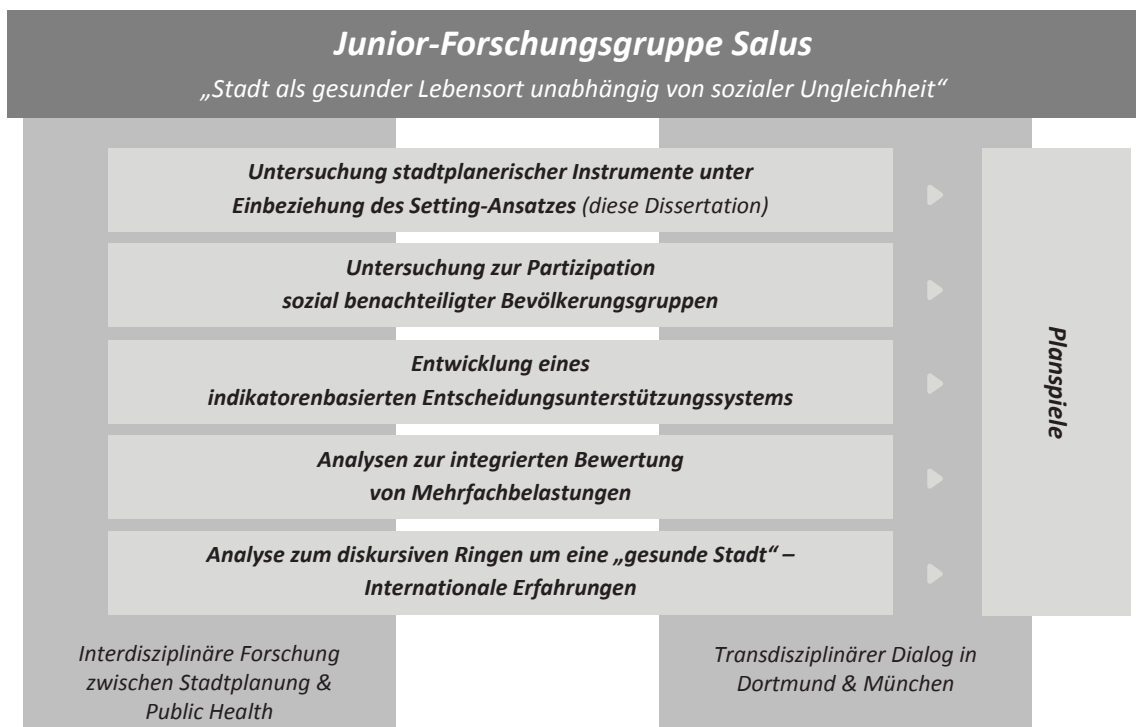 Junior-Forschungsgruppe Salus
„Stadt als gesunder Lebensort unabhängig von sozialer Ungleichheit“
Untersuchung stadtplanerischer Instrumente unter
Einbeziehung des Setting-Ansatzes (diese Dissertation)
Untersuchung zur Partizipation
sozial benachteiligter Bevölkerungsgruppen
Entwicklung eines
indikatorenbasierten Entscheidungsunterstützungssystems
Analysen zur integrierten Bewertung
von Mehrfachbelastungen
Analyse zum diskursiven Ringen um eine „gesunde Stadt“ –
Internationale Erfahrungen
Planspiele
Interdisziplinäre Forschung
zwischen Stadtplanung &
Public Health
Transdisziplinärer Dialog in
Dortmund & München